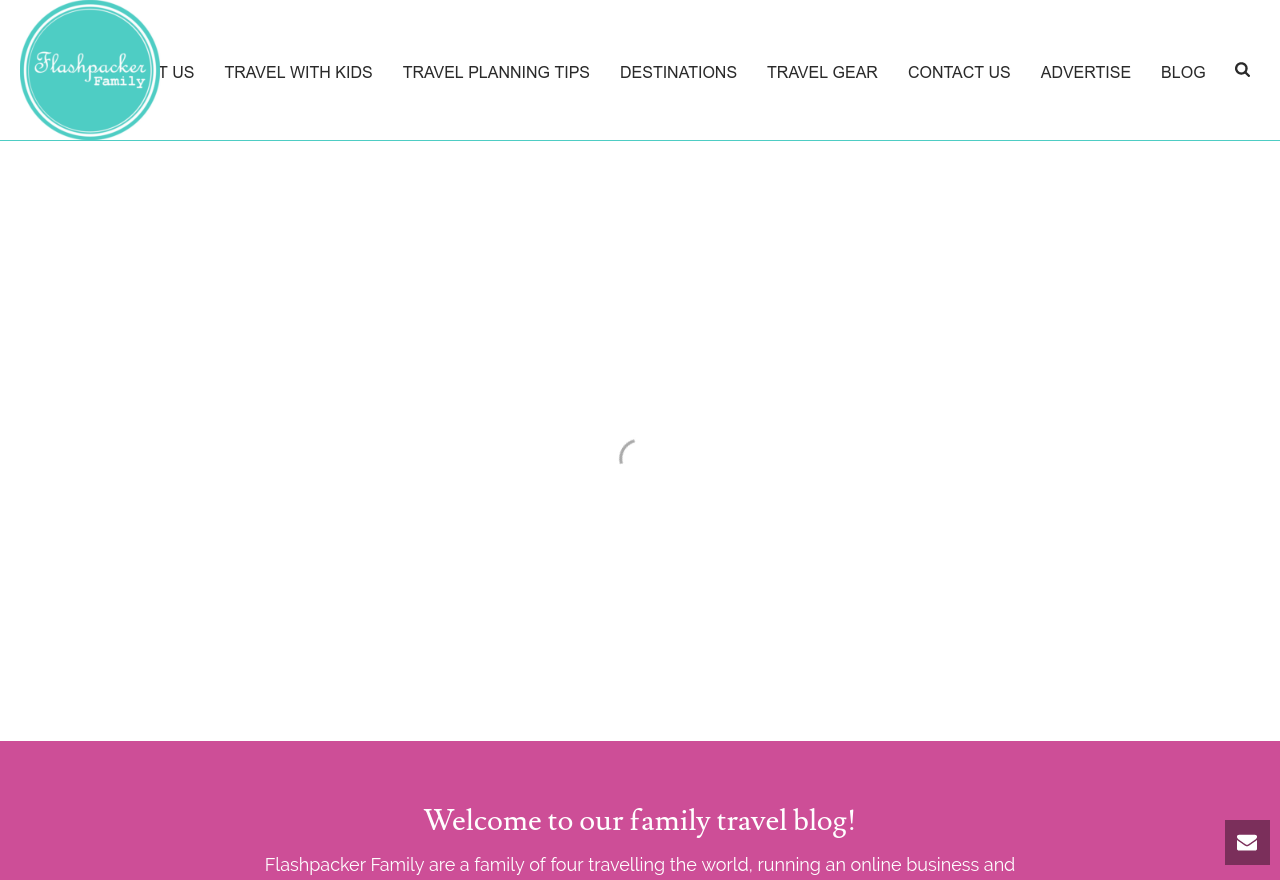 Flashpacker
Family
T US
TRAVEL WITH KIDS
TRAVEL PLANNING TIPS
DESTINATIONS
TRAVEL GEAR
CONTACT US
ADVERTISE
BLOG
Welcome to our family travel blog!
Flashpacker Family are a family of four travelling the world, running an online business and